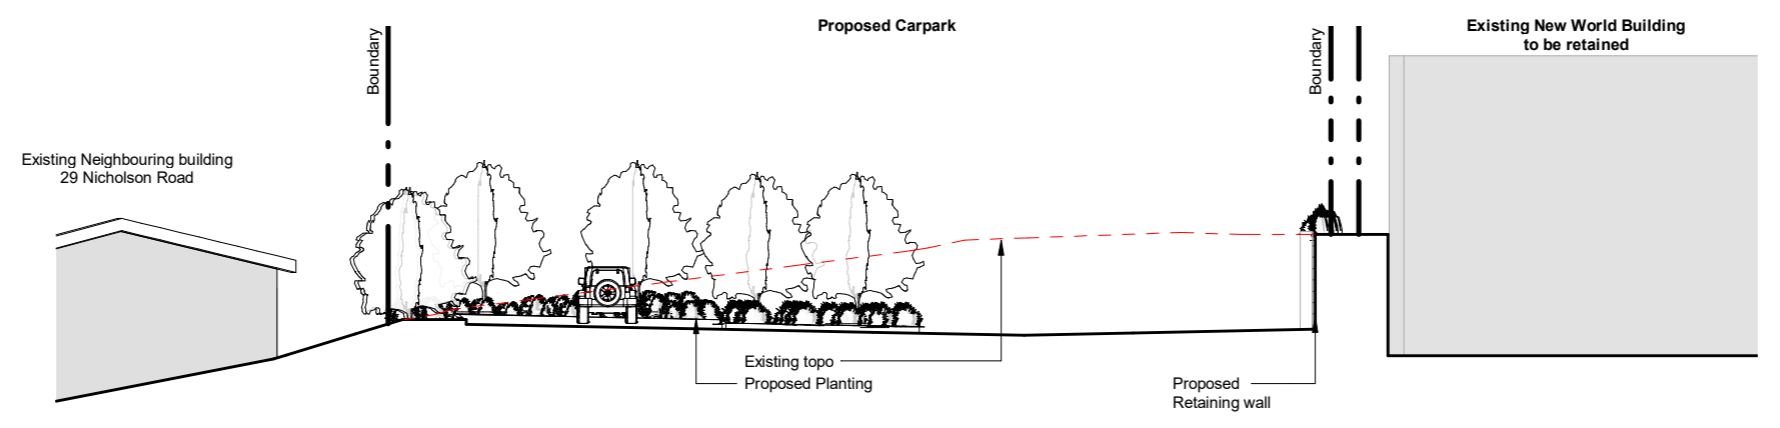 Proposed Carpark
Existing New World Building
to be retained
Boundary
Boundary
Existing Neighbouring building
29 Nicholson Road
Existing topo
Proposed Planting
Proposed
Retaining wall